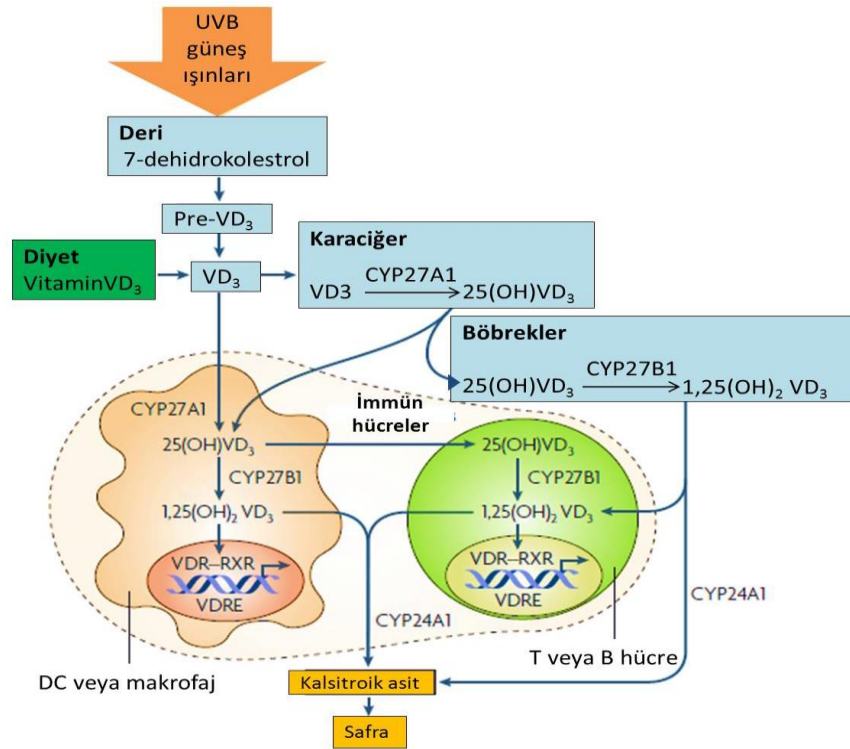 UVB
güneş
ışınları
Deri
7-dehidrokolestrol
Pre-VD₃
Diyet
VitaminVD₃
VD₃
Karaciğer
CYP27A1
VD3 → 25(OH)VD₃
Böbrekler
CYP27B1
25(OH)VD₃ → 1,25(OH)₂ VD₃
İmmün
hücreler
CYP27A1
25(OH)VD₃
CYP27B1
1,25(OH)₂ VD₃
VDR–RXR
VDRE
25(OH)VD₃
CYP27B1
1,25(OH)₂ VD₃
VDR–RXR
VDRE
CYP24A1
CYP24A1
DC veya makrofaj
T veya B hücre
Kalsitroik asit
Safra